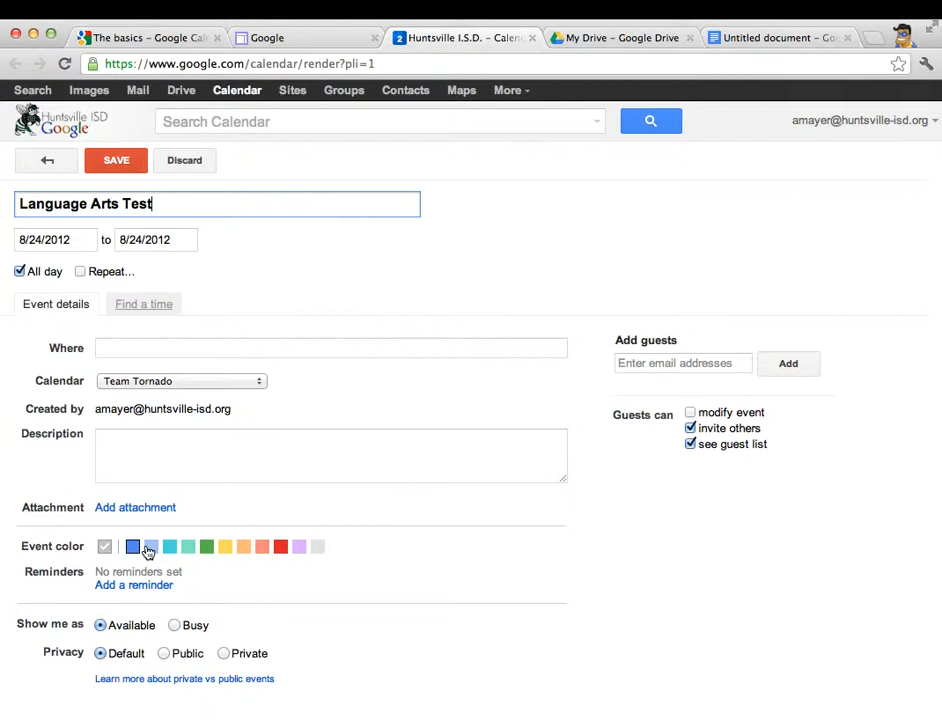 The basics – Google Cal
Google
Huntsville I.S.D. – Calend
My Drive – Google Drive
Untitled document – Goo
https://www.google.com/calendar/render?pli=1
Search Images Mail Drive Calendar Sites Groups Contacts Maps More
Huntsville ISD
Google
Search Calendar
amayer@huntsville-isd.org
SAVE
Discard
Language Arts Test
8/24/2012 to 8/24/2012
All day Repeat...
Event details Find a time
Where
Calendar Team Tornado
Created by amayer@huntsville-isd.org
Description
Attachment Add attachment
Event color
Reminders No reminders set
Add a reminder
Show me as Available Busy
Privacy Default Public Private
Learn more about private vs public events
Add guests
Enter email addresses Add
Guests can modify event
invite others
see guest list